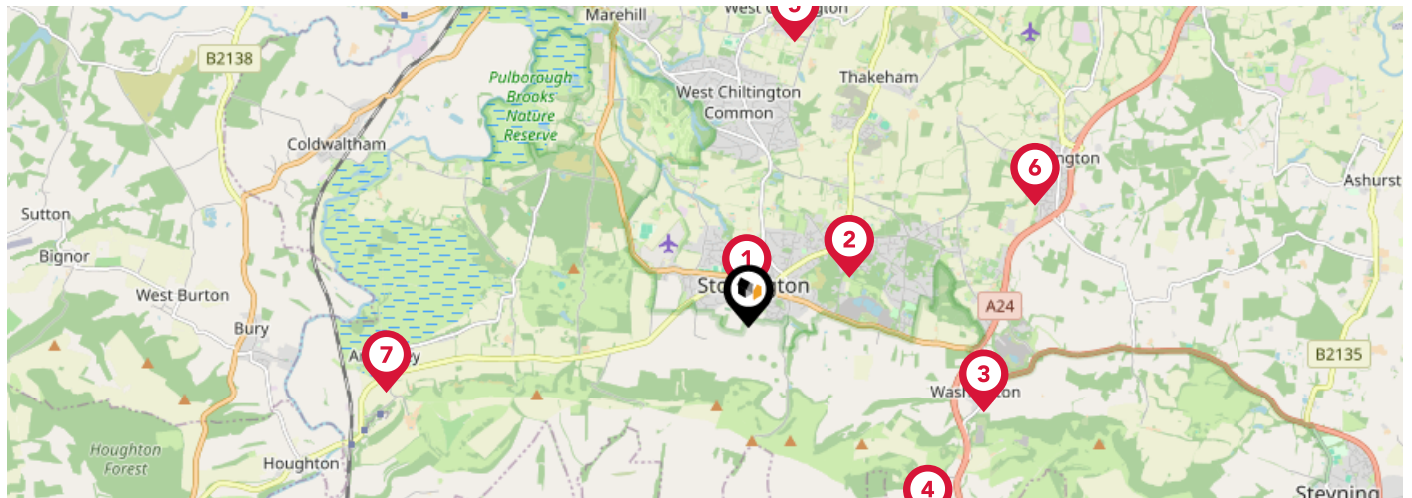 Marehill
B2138
Pulborough
Brooks
Nature
Reserve
West Chiltington
Common
Thakeham
Coldwaltham
6
Ashurst
Sutton
Bignor
2
1
West Burton
A24
Bury
7
3
B2135
Houghton
Forest
Houghton
4
Steyning